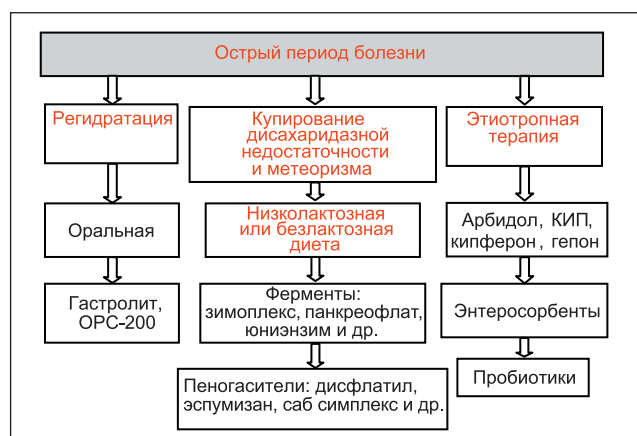 Острый период болезни
Регидратация
Оральная
Гастролит,
ОРС-200
Купирование
дисахаридазной
недостаточности
и метеоризма
Низколактозная
или безлактозная
диета
Ферменты:
зимоплекс, панкреофлат,
юниэнзим и др.
Пеногасители: дисфлатил,
эспумизан, саб симплекс и др.
Этиотропная
терапия
Арбидол, КИП,
кипферон, гепон
Энтеросорбенты
Пробиотики